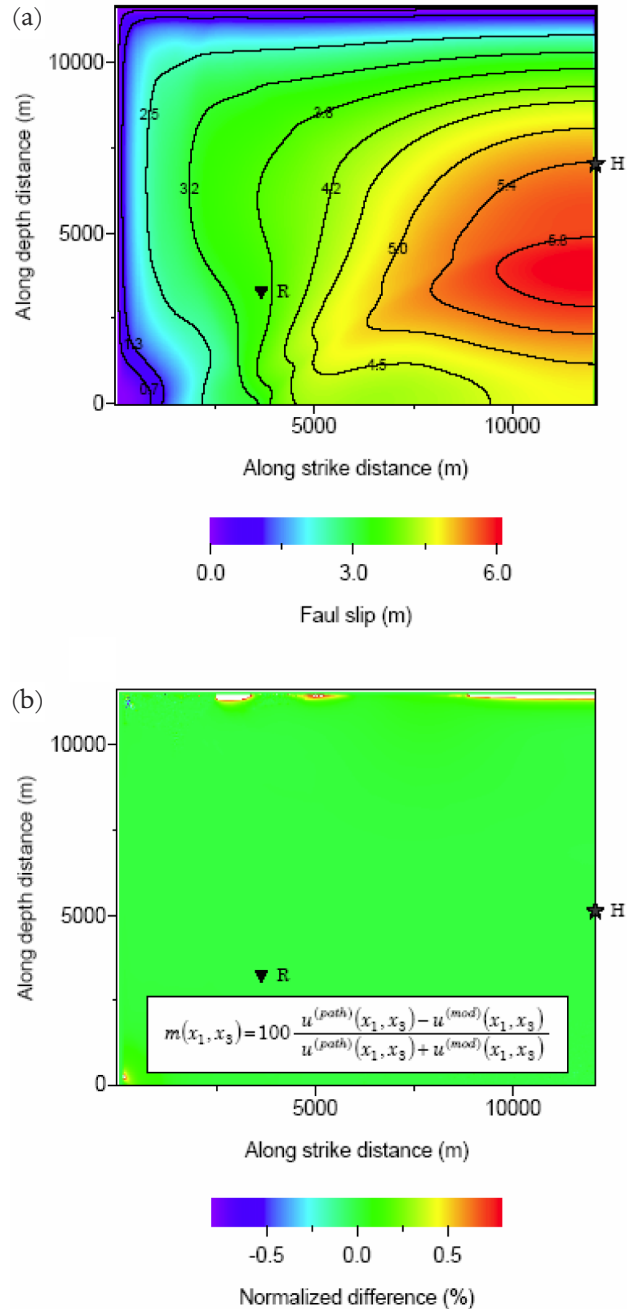 (a)
10000
5000
0
Along depth distance (m)
2.5
3.2
3.8
4.2
5.0
5.4
5.8
4.5
1.3
0.7
H
R
5000
10000
Along strike distance (m)
0.0
3.0
6.0
Faul slip (m)
(b)
10000
5000
0
Along depth distance (m)
H
R
m(x₁, x₃) = 100 \frac{u^{(path)}(x₁, x₃) − u^{(mod)}(x₁, x₃)}{u^{(path)}(x₁, x₃) + u^{(mod)}(x₁, x₃)}
5000
10000
Along strike distance (m)
-0.5
0.0
0.5
Normalized difference (%)